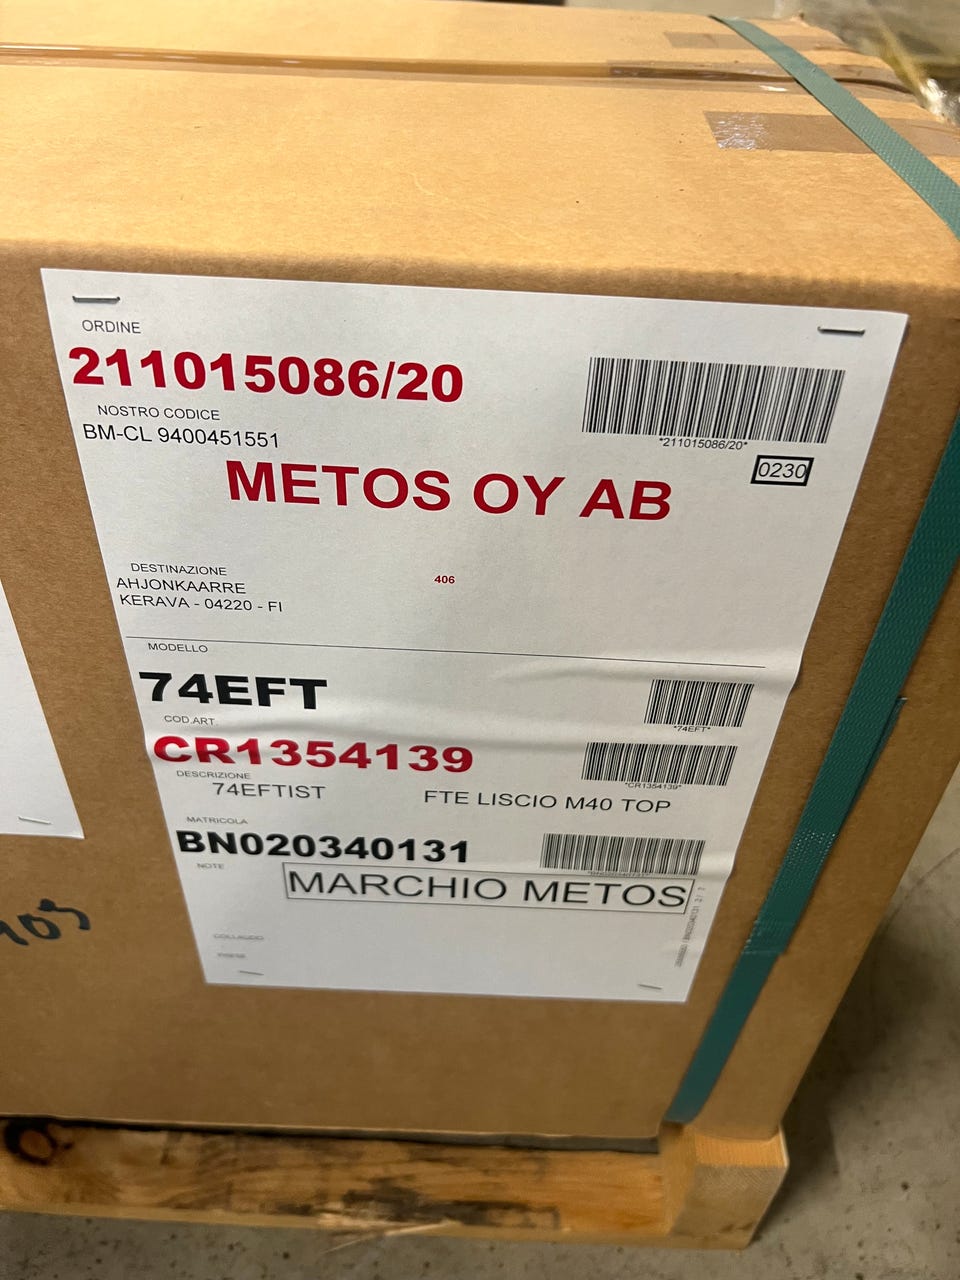 ORDINE
211015086/20
*211015086/20*
NOSTRO CODICE
BM-CL 9400451551
0230
METOS OY AB
DESTINAZIONE
AHJONKAARRE
406
KERAVA - 04220 - FI
MODELLO
74EFT
*74EFT*
COD.ART.
CR1354139
*CR1354139*
DESCRIZIONE
74EFTIST FTE LISCIO M40 TOP
MATRICOLA
BN020340131
NOTE
MARCHIO METOS
COLLAUDO